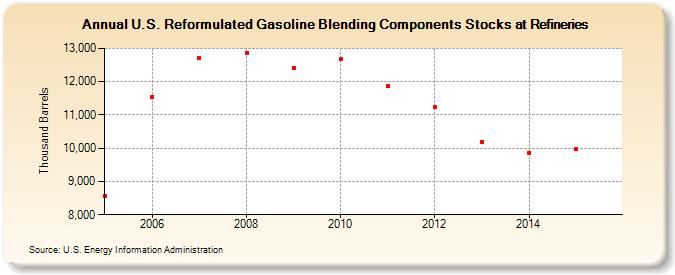 Annual U.S. Reformulated Gasoline Blending Components Stocks at Refineries
Thousand Barrels
13,000
12,000
11,000
10,000
9,000
8,000
2006 2008 2010 2012 2014
Source: U.S. Energy Information Administration